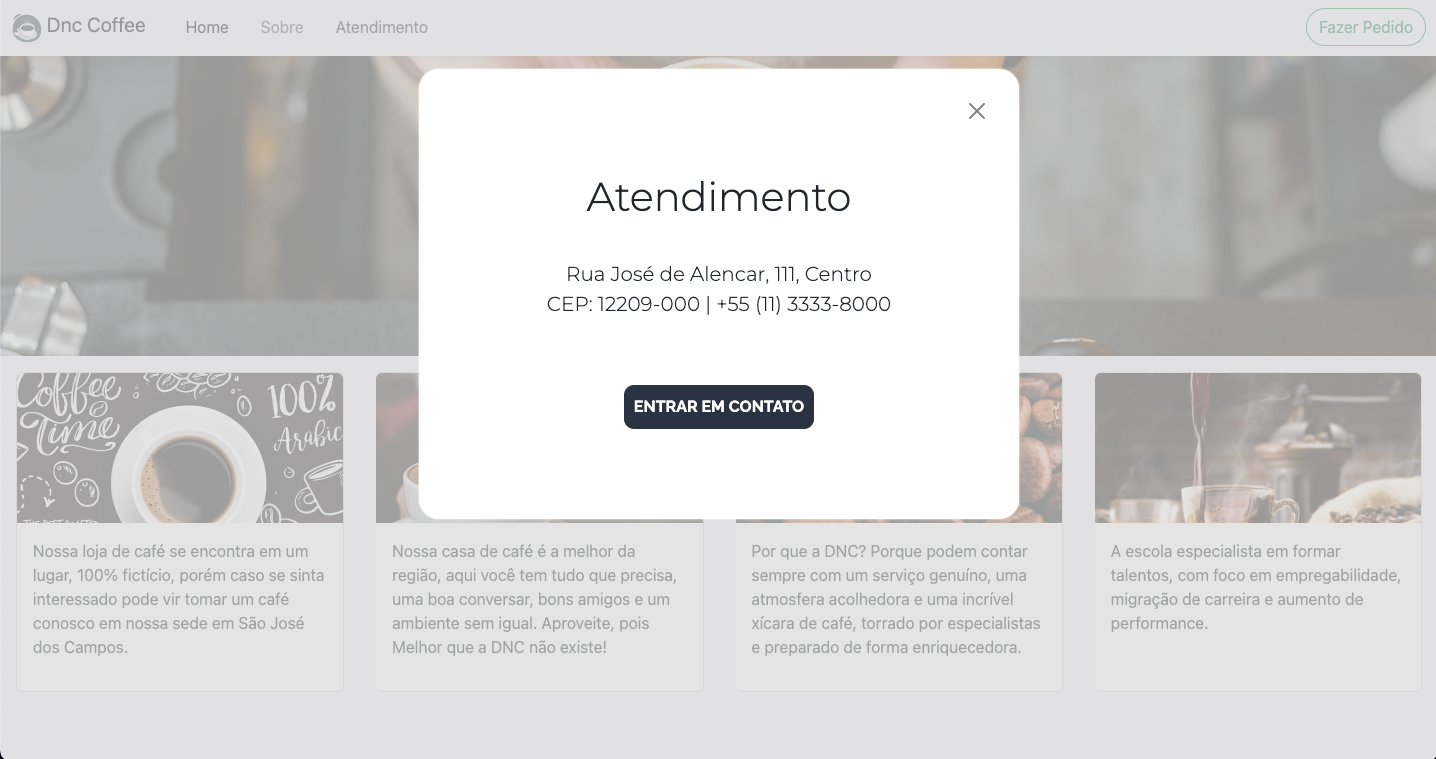 Dnc Coffee Home Sobre Atendimento Fazer Pedido
Atendimento
Rua José de Alencar, 111, Centro
CEP: 12209-000 | +55 (11) 3333-8000
ENTRAR EM CONTATO
Coffee
Time
100%
Arabic
Nossa loja de café se encontra em um
lugar, 100% fictício, porém caso se sinta
interessado pode vir tomar um café
conosco em nossa sede em São José
dos Campos.
Nossa casa de café é a melhor da
região, aqui você tem tudo que precisa,
uma boa conversar, bons amigos e um
ambiente sem igual. Aproveite, pois
Melhor que a DNC não existe!
Por que a DNC? Porque podem contar
sempre com um serviço genuíno, uma
atmosfera acolhedora e uma incrível
xícara de café, torrado por especialistas
e preparado de forma enriquecedora.
A escola especialista em formar
talentos, com foco em empregabilidade,
migração de carreira e aumento de
performance.